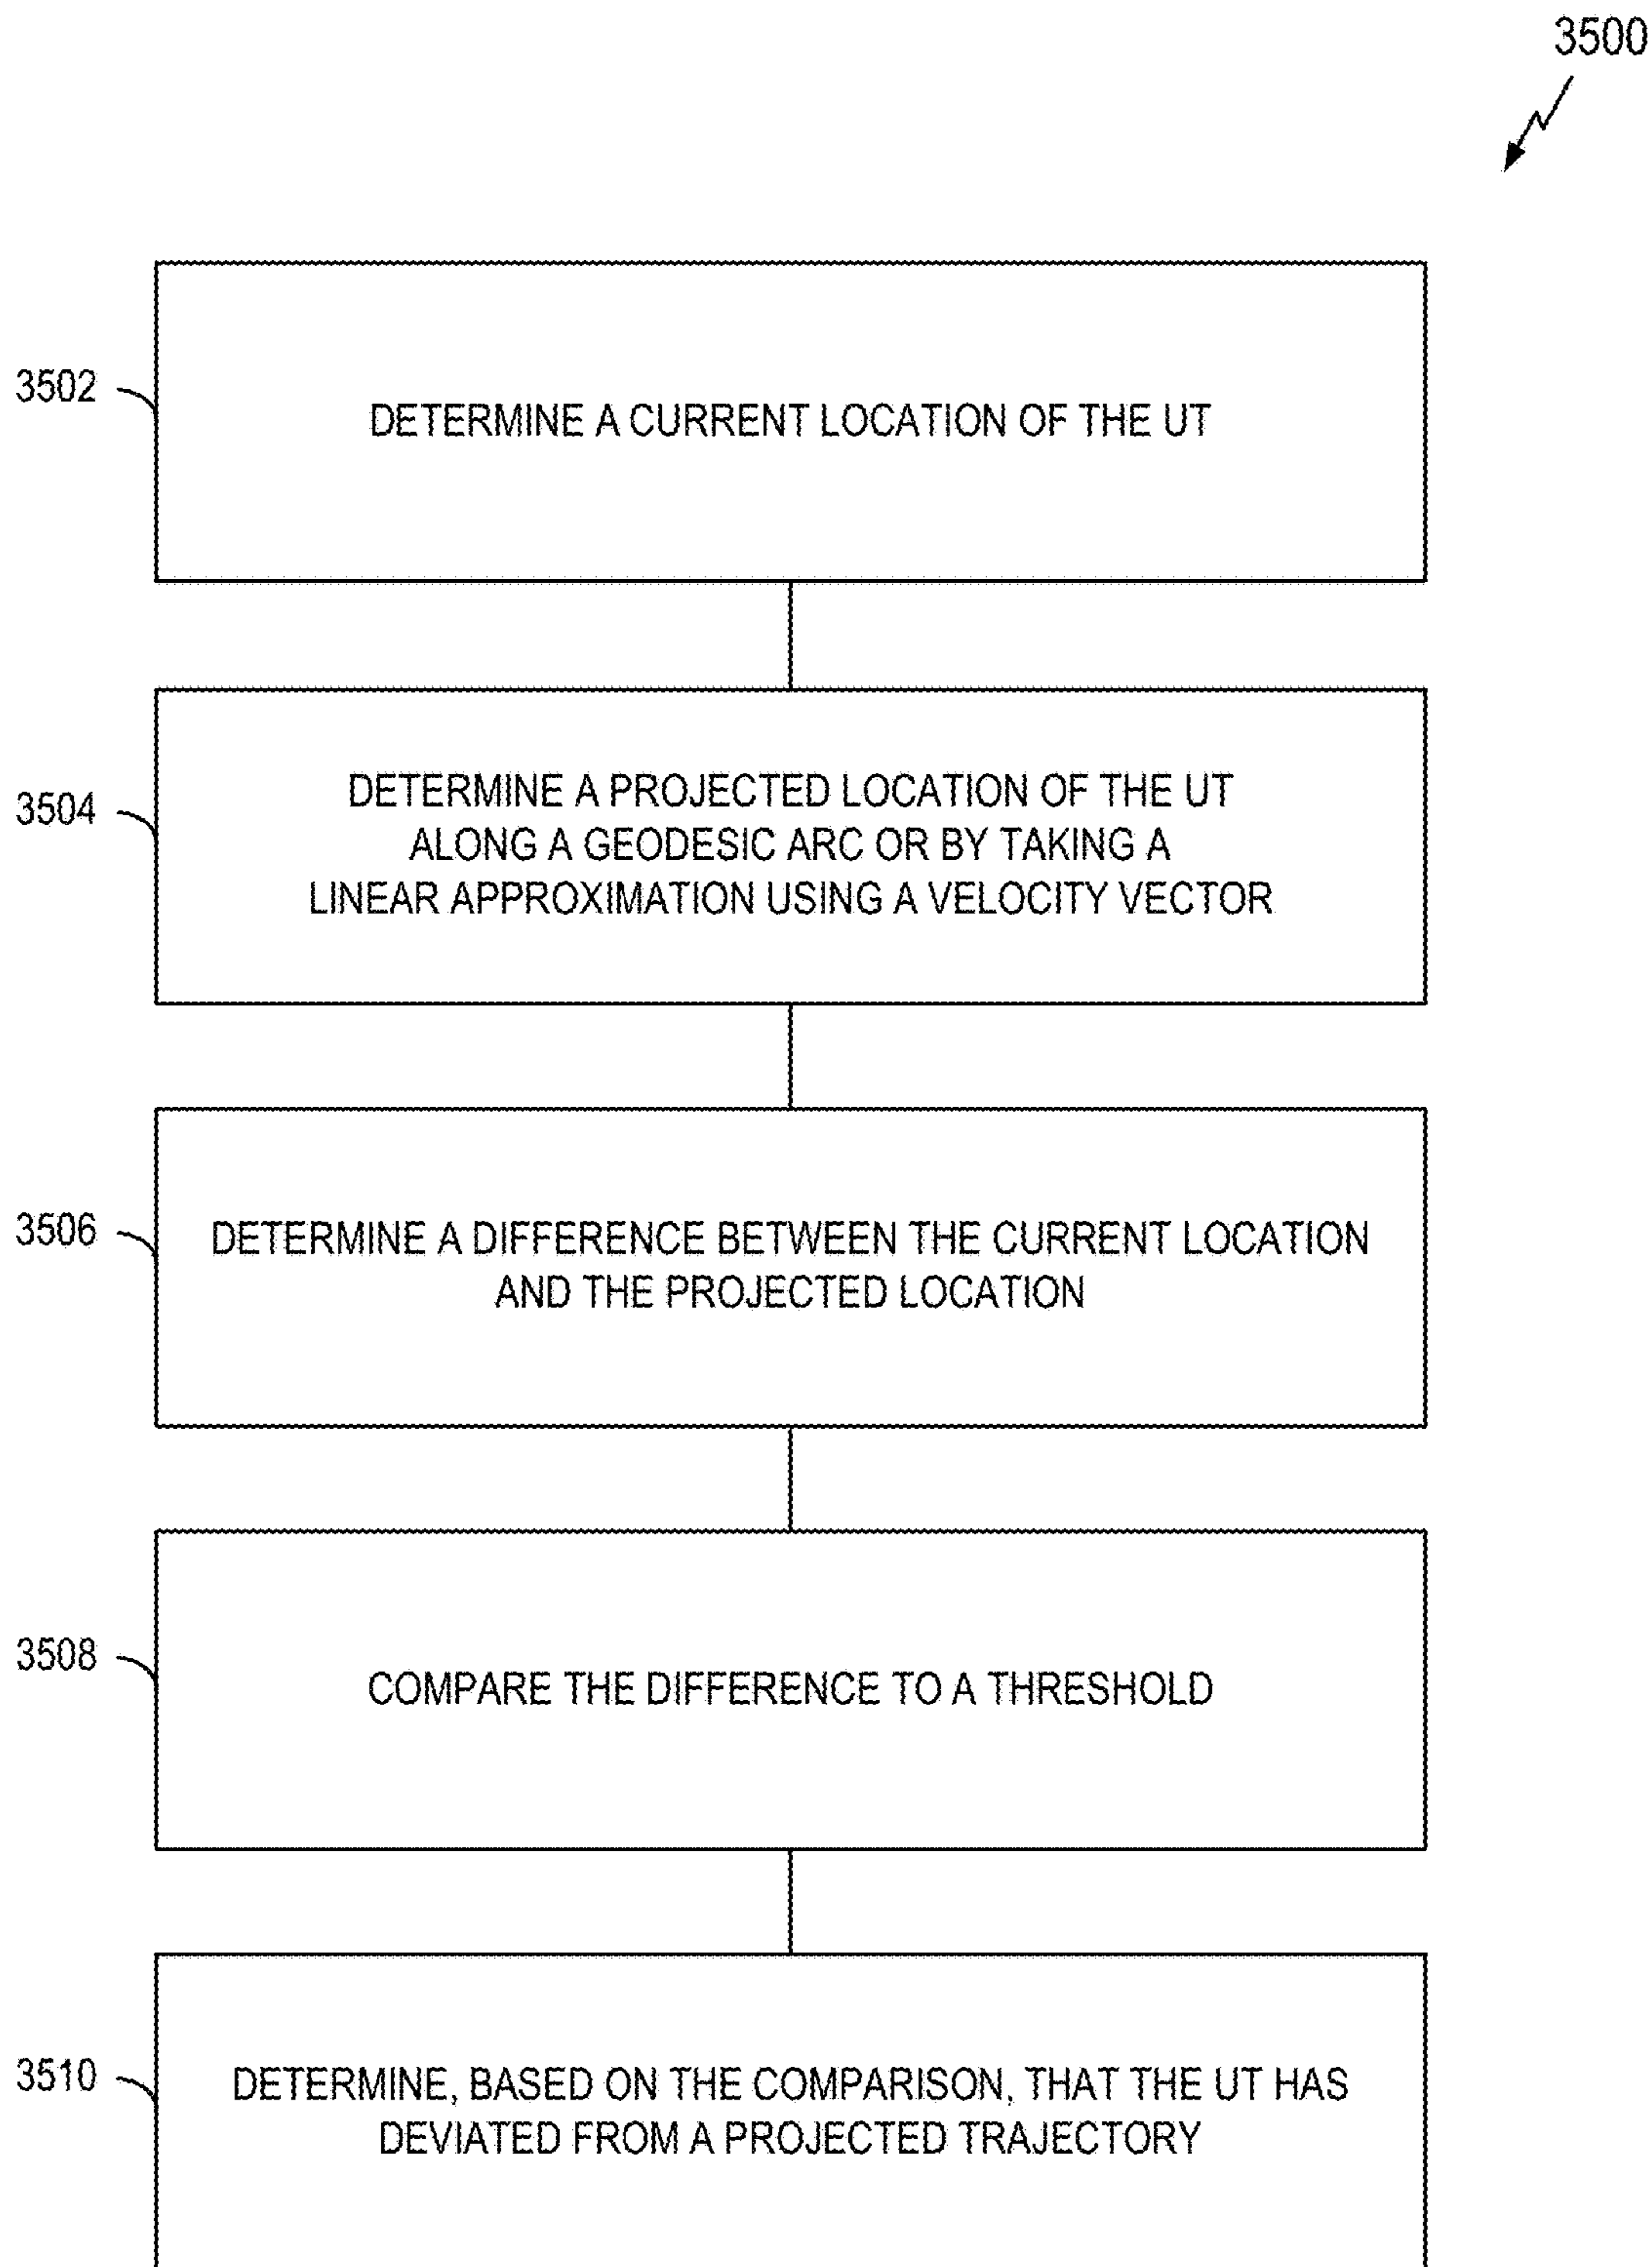 3500
3502
DETERMINE A CURRENT LOCATION OF THE UT
3504
DETERMINE A PROJECTED LOCATION OF THE UT
ALONG A GEODESIC ARC OR BY TAKING A
LINEAR APPROXIMATION USING A VELOCITY VECTOR
3506
DETERMINE A DIFFERENCE BETWEEN THE CURRENT LOCATION
AND THE PROJECTED LOCATION
3508
COMPARE THE DIFFERENCE TO A THRESHOLD
3510
DETERMINE, BASED ON THE COMPARISON, THAT THE UT HAS
DEVIATED FROM A PROJECTED TRAJECTORY